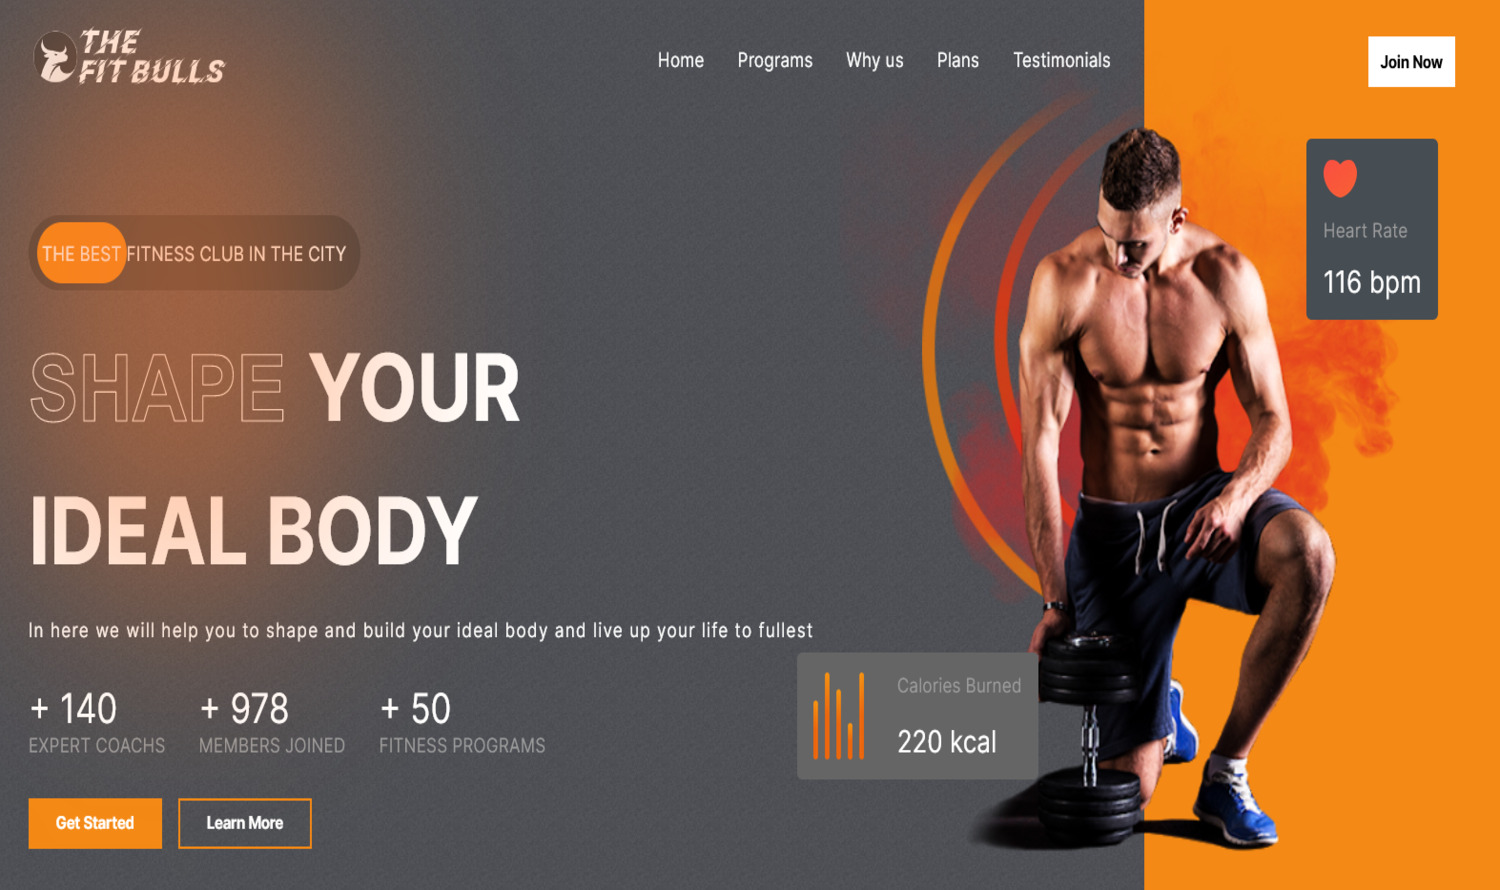 THE
FIT BULLS
Home Programs Why us Plans Testimonials
Join Now
Heart Rate
116 bpm
THE BEST FITNESS CLUB IN THE CITY
SHAPE YOUR
IDEAL BODY
In here we will help you to shape and build your ideal body and live up your life to fullest
+ 140
EXPERT COACHS
+ 978
MEMBERS JOINED
+ 50
FITNESS PROGRAMS
Calories Burned
220 kcal
Get Started
Learn More